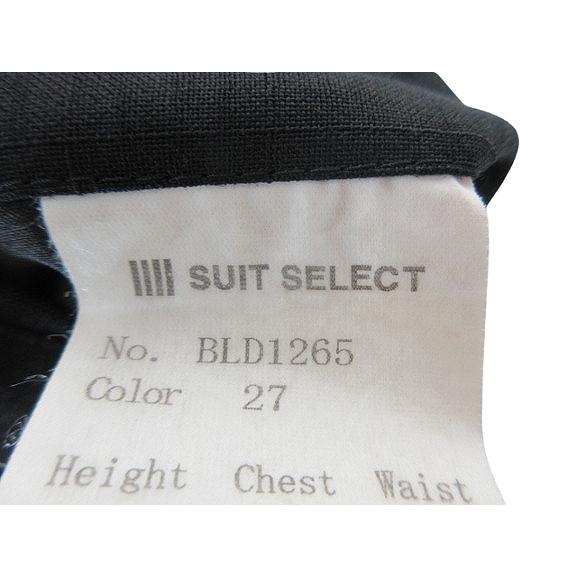 SUIT SELECT
No. BLD1265
Color 27
Height Chest Waist